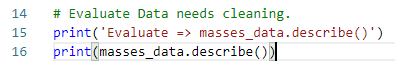 14 # Evaluate Data needs cleaning.
15 print('Evaluate => masses_data.describe()')
16 print(masses_data.describe())